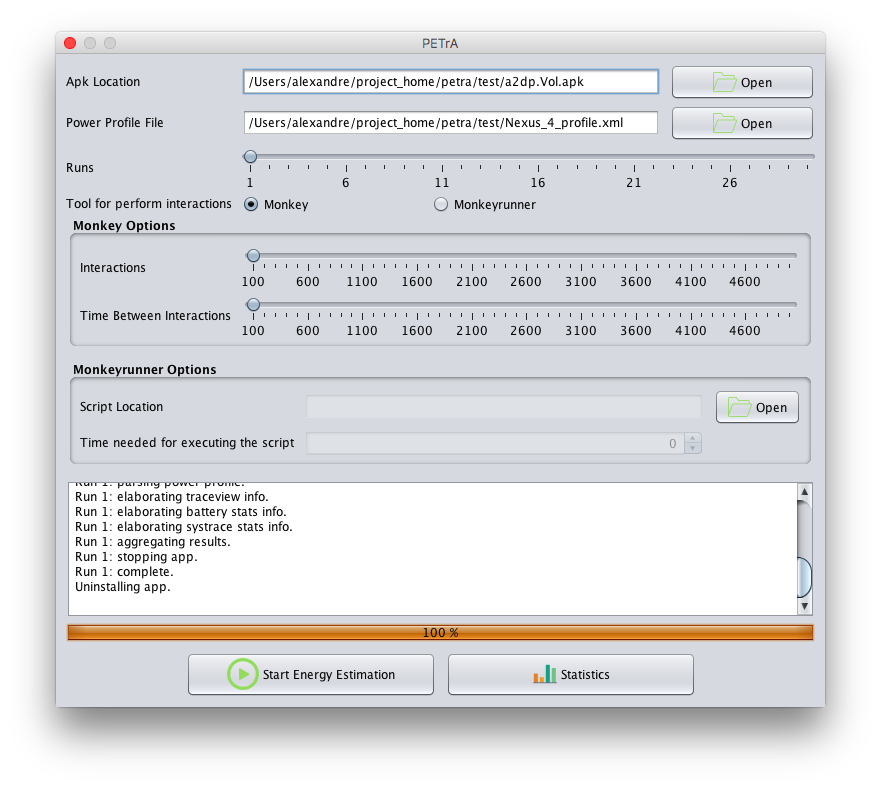 PETrA
Apk Location /Users/alexandre/project_home/petra/test/a2dp.Vol.apk Open
Power Profile File /Users/alexandre/project_home/petra/test/Nexus_4_profile.xml Open
Runs
1 6 11 16 21 26
Tool for perform interactions Monkey Monkeyrunner
Monkey Options
Interactions
100 600 1100 1600 2100 2600 3100 3600 4100 4600
Time Between Interactions
100 600 1100 1600 2100 2600 3100 3600 4100 4600
Monkeyrunner Options
Script Location Open
Time needed for executing the script 0
Run 1: parsing power profile.
Run 1: elaborating traceview info.
Run 1: elaborating battery stats info.
Run 1: elaborating systrace stats info.
Run 1: aggregating results.
Run 1: stopping app.
Run 1: complete.
Uninstalling app.
100 %
Start Energy Estimation Statistics